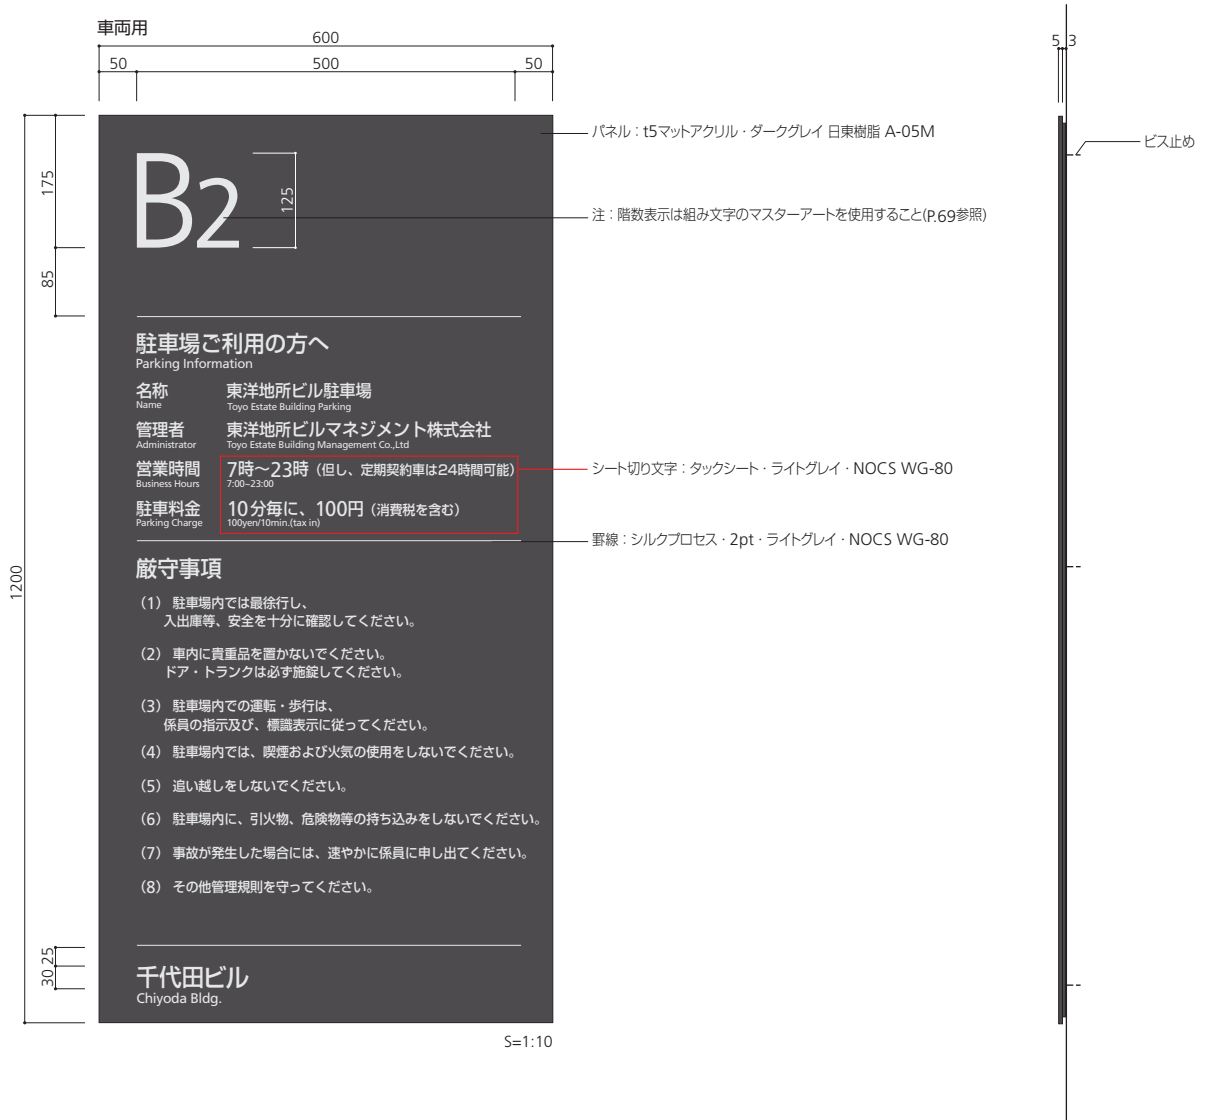 車両用
600
50
500
50
5
3
パネル：t5マットアクリル・ダークグレイ 日東樹脂 A-05M
ビス止め
B2
125
175
注：階数表示は組み文字のマスターアートを使用すること(P.69参照)
85
駐車場ご利用の方へ
Parking Information
名称 東洋地所ビル駐車場
Name Toyo Estate Building Parking
管理者 東洋地所ビルマネジメント株式会社
Administrator Toyo Estate Building Management Co.,Ltd
営業時間 7時〜23時（但し、定期契約車は24時間可能）
Business Hours 7:00–23:00
シート切り文字：タックシート・ライトグレイ・NOCS WG-80
駐車料金 10分毎に、100円（消費税を含む）
Parking Charge 100yen/10min.(tax in)
罫線：シルクプロセス・2pt・ライトグレイ・NOCS WG-80
厳守事項
1200
（1） 駐車場内では最徐行し、
入出庫等、安全を十分に確認してください。
（2） 車内に貴重品を置かないでください。
ドア・トランクは必ず施錠してください。
（3） 駐車場内での運転・歩行は、
係員の指示及び、標識表示に従ってください。
（4） 駐車場内では、喫煙および火気の使用をしないでください。
（5） 追い越しをしないでください。
（6） 駐車場内に、引火物、危険物等の持ち込みをしないでください。
（7） 事故が発生した場合には、速やかに係員に申し出てください。
（8） その他管理規則を守ってください。
25
30
千代田ビル
Chiyoda Bldg.
S=1:10